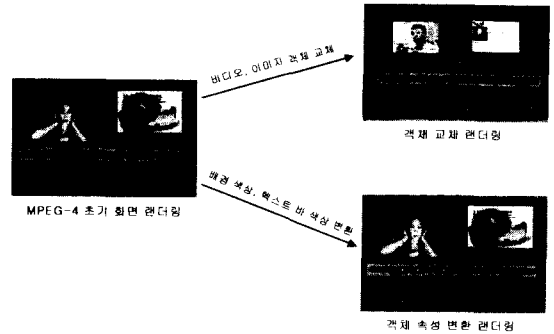 비디오, 이미지 객체 교체
객체 교체 랜더링
MPEG-4 초기 화면 랜더링
배경 색상, 텍스트 바 색상 변환
객체 속성 변환 랜더링